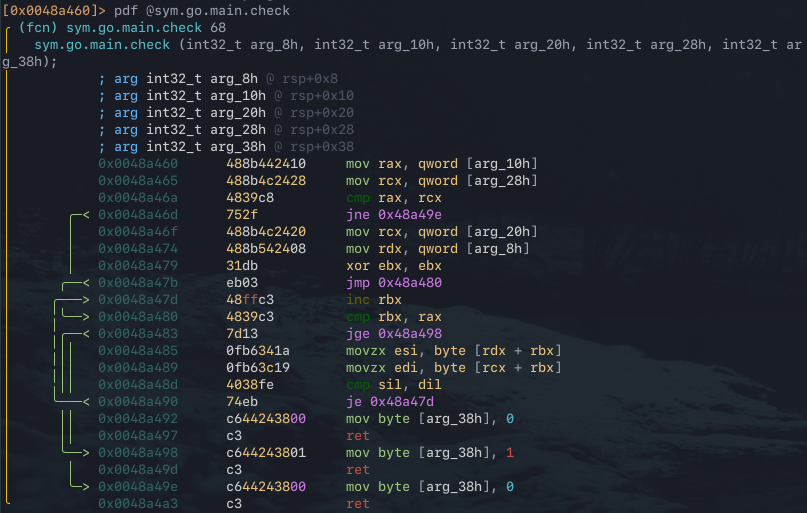 [0x0048a460]> pdf @sym.go.main.check
(fcn) sym.go.main.check 68
sym.go.main.check (int32_t arg_8h, int32_t arg_10h, int32_t arg_20h, int32_t arg_28h, int32_t ar
g_38h);
; arg int32_t arg_8h @ rsp+0x8
; arg int32_t arg_10h @ rsp+0x10
; arg int32_t arg_20h @ rsp+0x20
; arg int32_t arg_28h @ rsp+0x28
; arg int32_t arg_38h @ rsp+0x38
0x0048a460 488b442410 mov rax, qword [arg_10h]
0x0048a465 488b4c2428 mov rcx, qword [arg_28h]
0x0048a46a 4839c8 cmp rax, rcx
0x0048a46d 752f jne 0x48a49e
0x0048a46f 488b4c2420 mov rcx, qword [arg_20h]
0x0048a474 488b542408 mov rdx, qword [arg_8h]
0x0048a479 31db xor ebx, ebx
0x0048a47b eb03 jmp 0x48a480
0x0048a47d 48ffc3 inc rbx
0x0048a480 4839c3 cmp rbx, rax
0x0048a483 7d13 jge 0x48a498
0x0048a485 0fb6341a movzx esi, byte [rdx + rbx]
0x0048a489 0fb63c19 movzx edi, byte [rcx + rbx]
0x0048a48d 4038fe cmp sil, dil
0x0048a490 74eb je 0x48a47d
0x0048a492 c644243800 mov byte [arg_38h], 0
0x0048a497 c3 ret
0x0048a498 c644243801 mov byte [arg_38h], 1
0x0048a49d c3 ret
0x0048a49e c644243800 mov byte [arg_38h], 0
0x0048a4a3 c3 ret